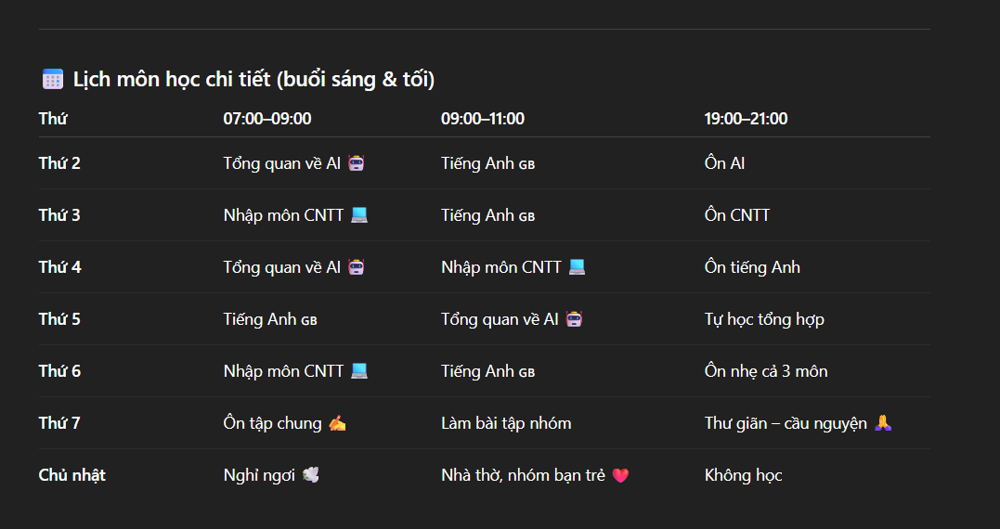 📅 Lịch môn học chi tiết (buổi sáng & tối)
Thứ 07:00–09:00 09:00–11:00 19:00–21:00
Thứ 2 Tổng quan về AI 🤖 Tiếng Anh GB Ôn AI
Thứ 3 Nhập môn CNTT 💻 Tiếng Anh GB Ôn CNTT
Thứ 4 Tổng quan về AI 🤖 Nhập môn CNTT 💻 Ôn tiếng Anh
Thứ 5 Tiếng Anh GB Tổng quan về AI 🤖 Tự học tổng hợp
Thứ 6 Nhập môn CNTT 💻 Tiếng Anh GB Ôn nhẹ cả 3 môn
Thứ 7 Ôn tập chung ✍️ Làm bài tập nhóm Thư giãn – cầu nguyện 🙏
Chủ nhật Nghỉ ngơi 🕊️ Nhà thờ, nhóm bạn trẻ ❤️ Không học